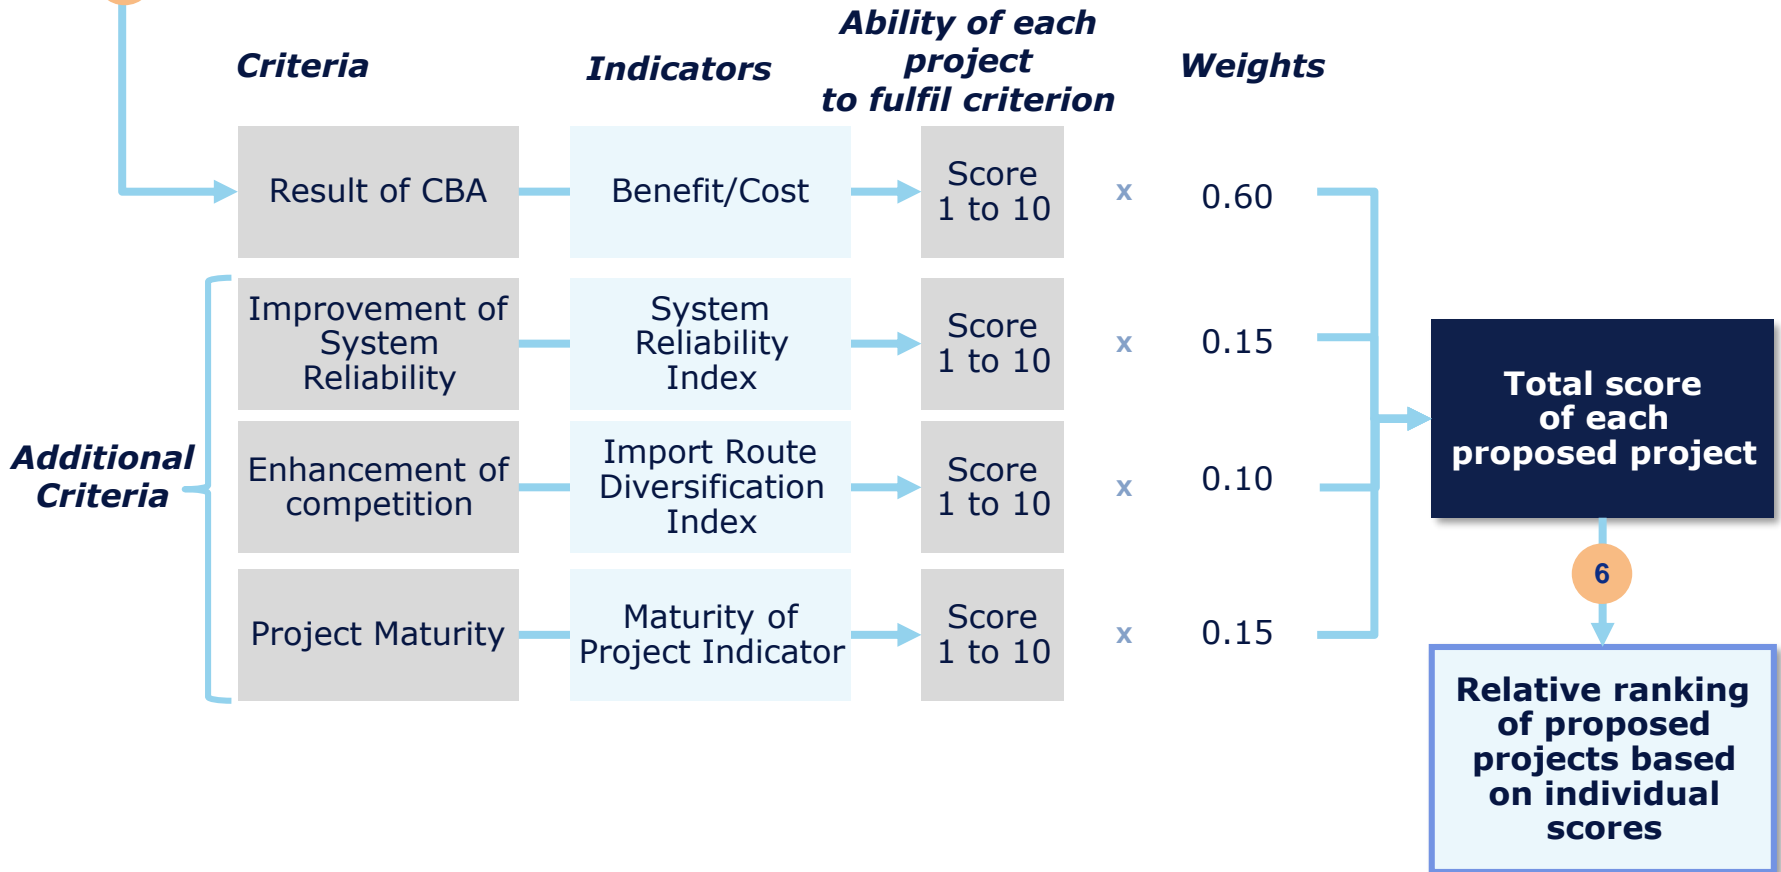 Criteria
Indicators
Ability of each
project
to fulfil criterion
Weights
Result of CBA
Benefit/Cost
Score
1 to 10
x
0.60
Improvement of
System
Reliability
System
Reliability
Index
Score
1 to 10
x
0.15
Additional
Criteria
Enhancement of
competition
Import Route
Diversification
Index
Score
1 to 10
x
0.10
Project Maturity
Maturity of
Project Indicator
Score
1 to 10
x
0.15
Total score
of each
proposed project
6
Relative ranking
of proposed
projects based
on individual
scores